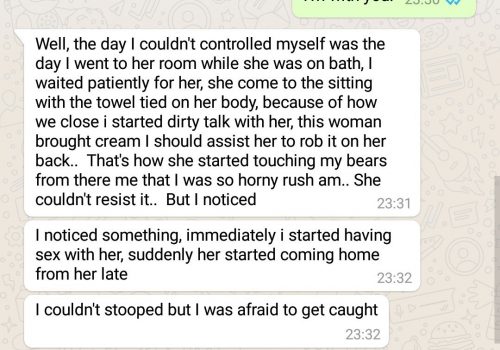 23:30
Well, the day I couldn't controlled myself was the
day I went to her room while she was on bath, I
waited patiently for her, she come to the sitting
with the towel tied on her body, because of how
we close i started dirty talk with her, this woman
brought cream I should assist her to rob it on her
back.. That's how she started touching my bears
from there me that I was so horny rush am.. She
couldn't resist it.. But I noticed
23:31
I noticed something, immediately i started having
sex with her, suddenly her started coming home
from her late
23:32
I couldn't stooped but I was afraid to get caught
23:32